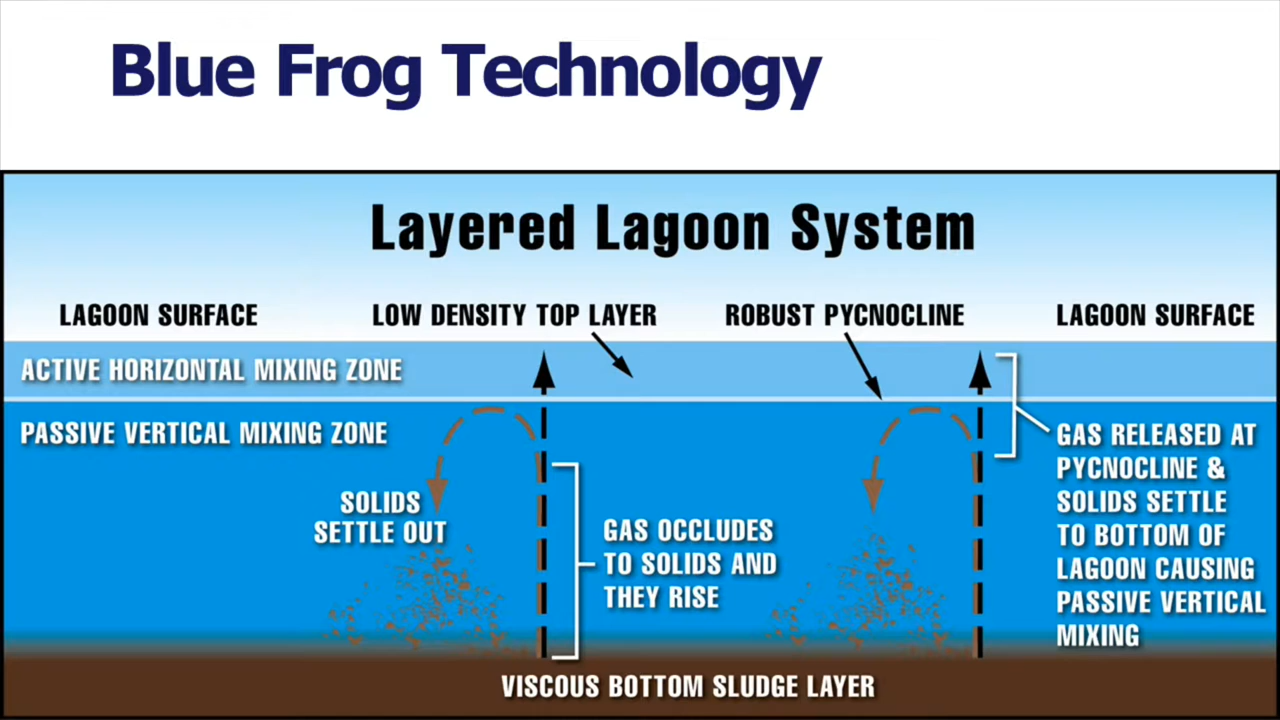 Blue Frog Technology
Layered Lagoon System
LAGOON SURFACE
LOW DENSITY TOP LAYER
ROBUST PYCNOCLINE
LAGOON SURFACE
ACTIVE HORIZONTAL MIXING ZONE
PASSIVE VERTICAL MIXING ZONE
SOLIDS
SETTLE OUT
GAS OCCLUDES
TO SOLIDS AND
THEY RISE
GAS RELEASED AT
PYCNOCLINE &
SOLIDS SETTLE
TO BOTTOM OF
LAGOON CAUSING
PASSIVE VERTICAL
MIXING
VISCOUS BOTTOM SLUDGE LAYER